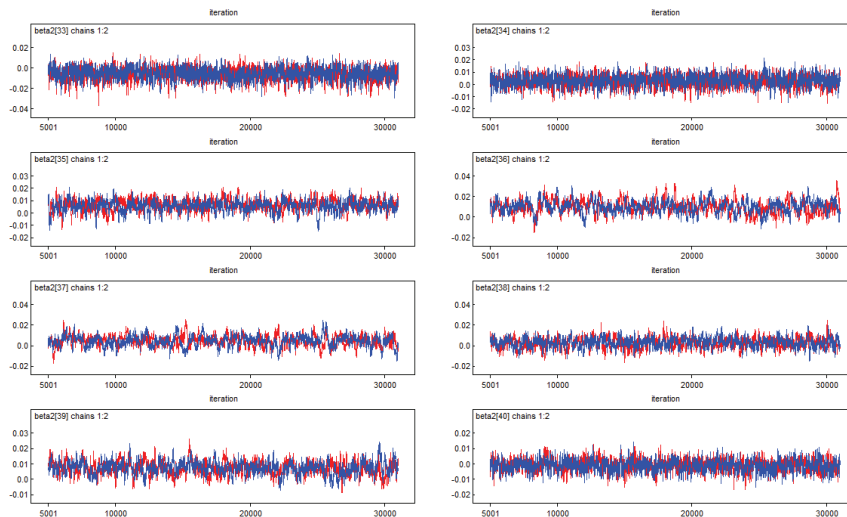 iteration iteration
beta2[33] chains 1:2 beta2[34] chains 1:2
0.02 0.03
0.0 0.02
-0.02 0.01
-0.04 0.0
-0.01
-0.02
5001 10000 20000 30000 5001 10000 20000 30000
iteration iteration
beta2[35] chains 1:2 beta2[36] chains 1:2
0.03 0.04
0.02 0.02
0.01 0.0
0.0 -0.02
-0.01
-0.02
5001 10000 20000 30000 5001 10000 20000 30000
iteration iteration
beta2[37] chains 1:2 beta2[38] chains 1:2
0.04 0.04
0.02 0.02
0.0 0.0
-0.02 -0.02
5001 10000 20000 30000 5001 10000 20000 30000
iteration iteration
beta2[39] chains 1:2 beta2[40] chains 1:2
0.03 0.02
0.02 0.01
0.01 0.0
0.0 -0.01
-0.01 -0.02
5001 10000 20000 30000 5001 10000 20000 30000